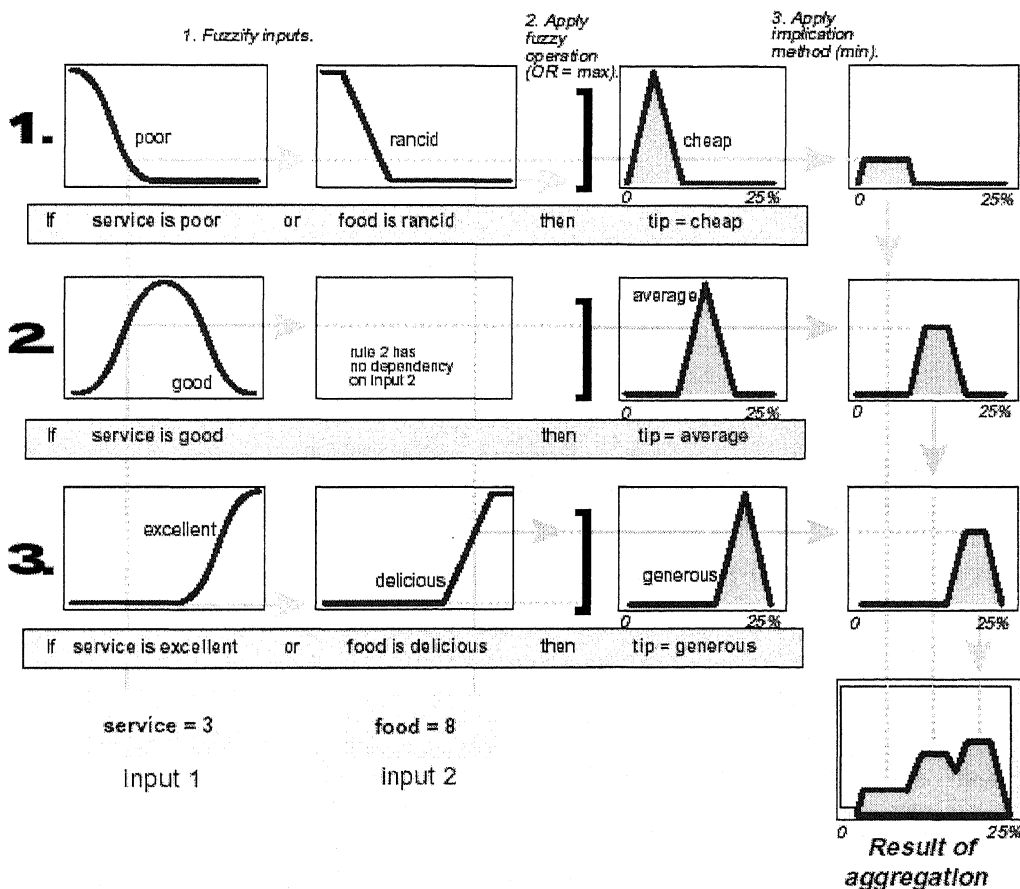 1. Fuzzify inputs.
2. Apply
fuzzy
operation
(OR = max).
3. Apply
implication
method (min).
1.
poor
rancid
cheap
0
25%
0
25%
If service is poor or food is rancid then tip = cheap
2.
good
rule 2 has
no dependency
on input 2
average
0
25%
0
25%
If service is good then tip = average
3.
excellent
delicious
generous
0
25%
0
25%
If service is excellent or food is delicious then tip = generous
service = 3
food = 8
input 1
input 2
0
25%
Result of
aggregation